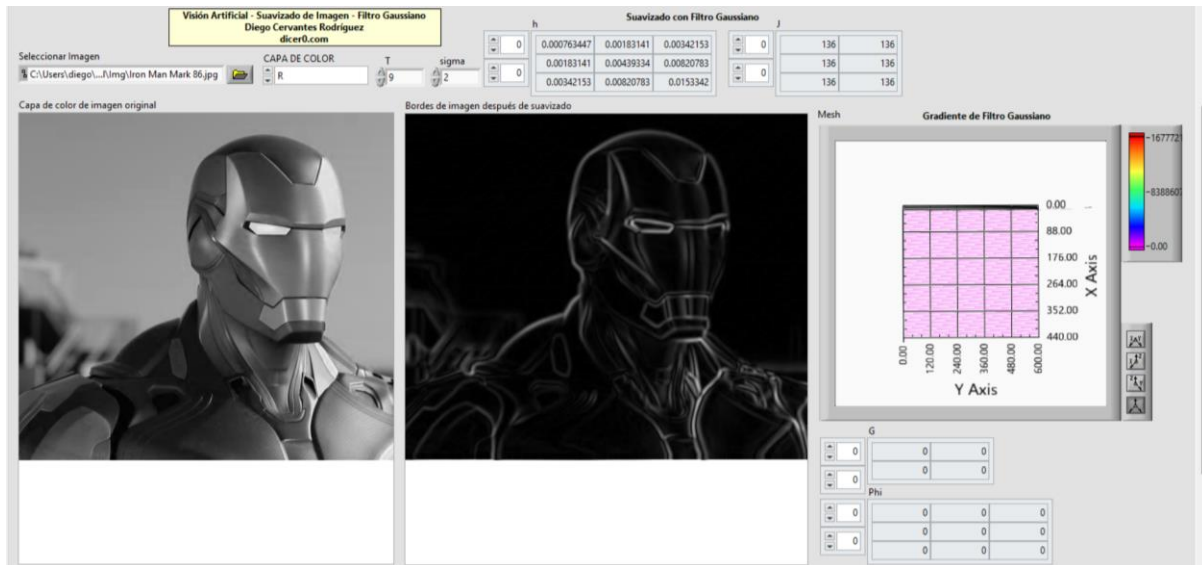 Visión Artificial - Suavizado de Imagen - Filtro Gaussiano
Diego Cervantes Rodríguez
dicer0.com
Suavizado con Filtro Gaussiano
Seleccionar Imagen
C:\Users\diego\...I\Img\Iron Man Mark 86.jpg
CAPA DE COLOR
R
T
9
sigma
2
h
0
0
0.000763447 0.00183141 0.00342153
0.00183141 0.00439334 0.00820783
0.00342153 0.00820783 0.0153342
J
0
0
136 136
136 136
136 136
Capa de color de imagen original
Bordes de imagen después de suavizado
Mesh
Gradiente de Filtro Gaussiano
-1677721
-8388607
-0.00
0.00
88.00
176.00
264.00
352.00
440.00
X Axis
0.00 120.00 240.00 360.00 480.00 600.00
Y Axis
G
0
0
0 0
0 0
Phi
0
0
0 0 0
0 0 0
0 0 0